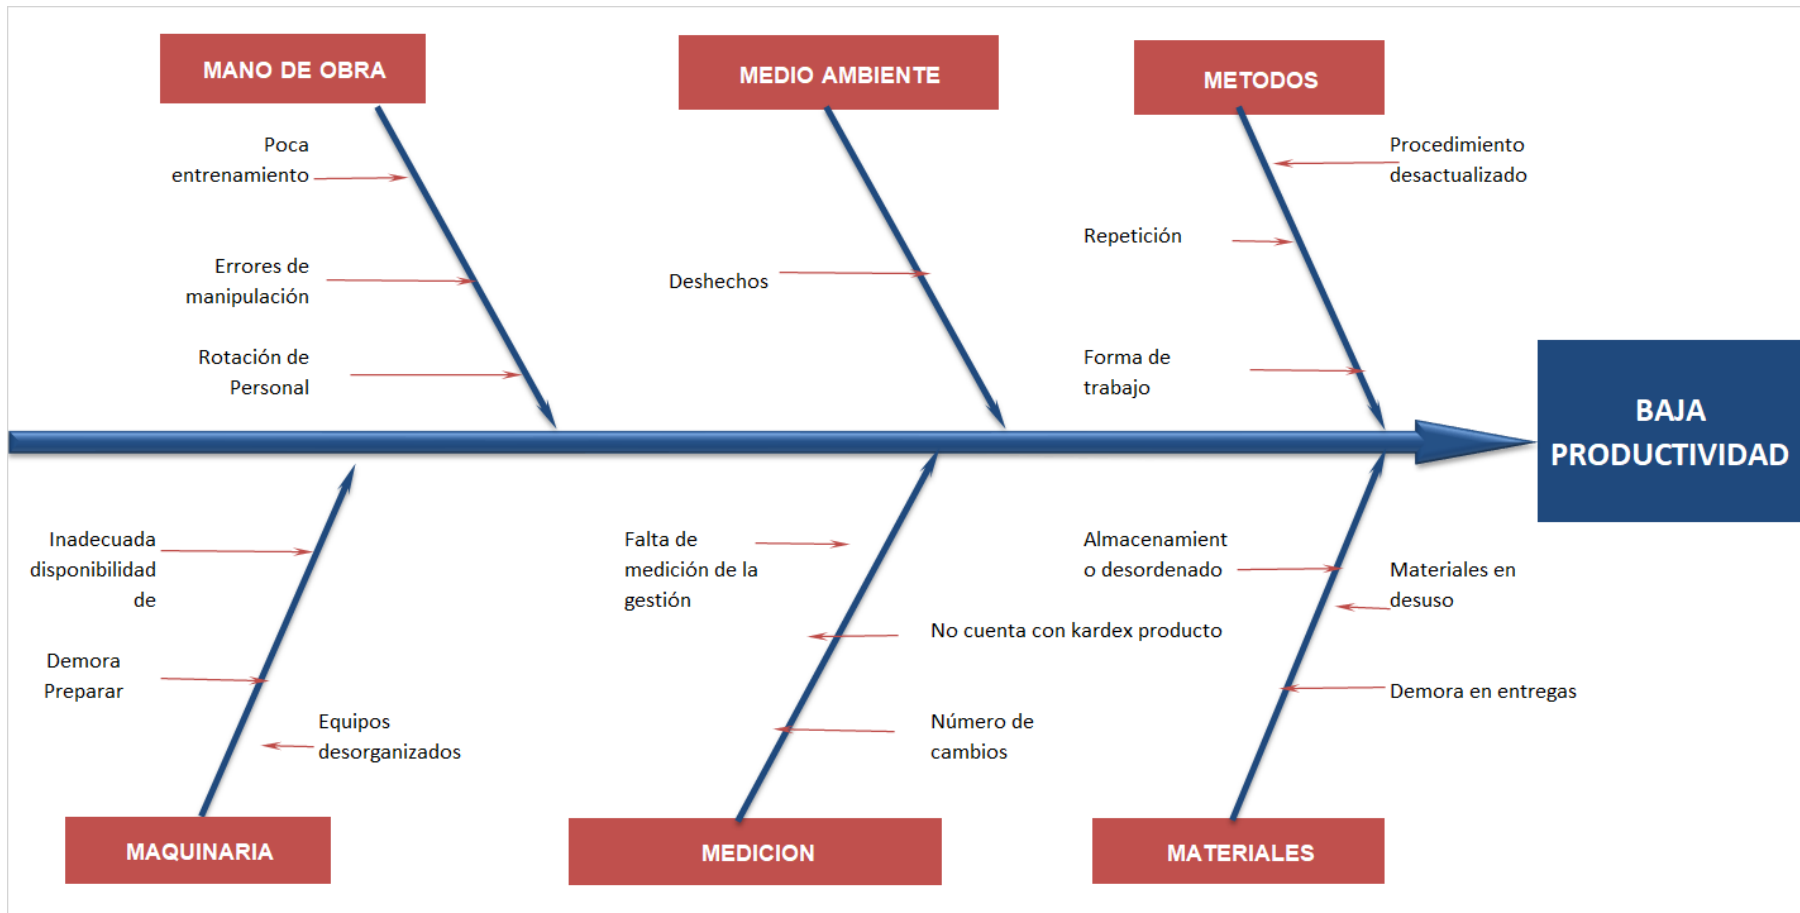 MANO DE OBRA
MEDIO AMBIENTE
METODOS
Poca
entrenamiento
Errores de
manipulación
Rotación de
Personal
Deshechos
Procedimiento
desactualizado
Repetición
Forma de
trabajo
BAJA
PRODUCTIVIDAD
Inadecuada
disponibilidad
de
Demora
Preparar
Equipos
desorganizados
Falta de
medición de la
gestión
No cuenta con kardex producto
Número de
cambios
Almacenamient
o desordenado
Materiales en
desuso
Demora en entregas
MAQUINARIA
MEDICION
MATERIALES